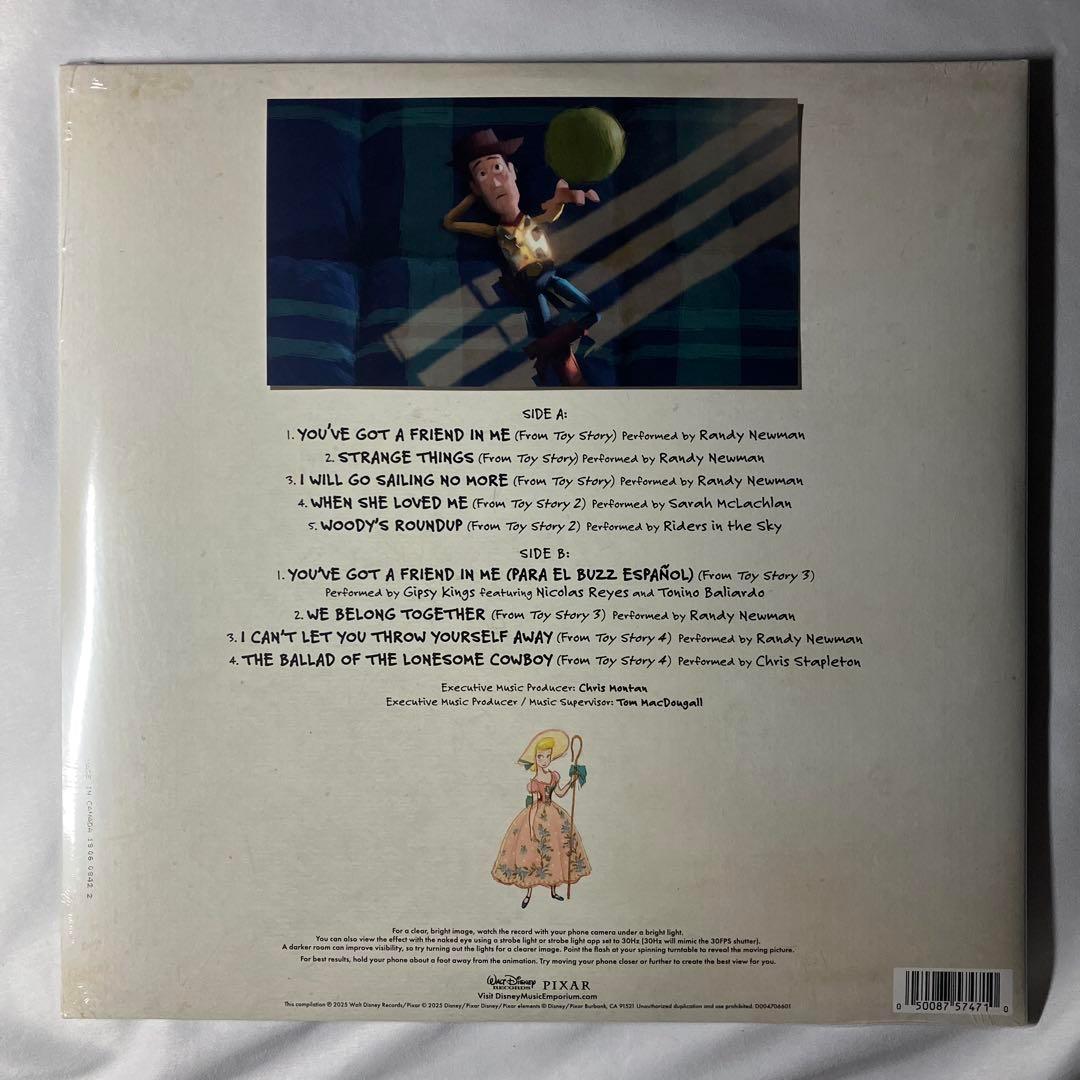 SIDE A:
1. YOU'VE GOT A FRIEND IN ME (From Toy Story) Performed by Randy Newman
2. STRANGE THINGS (From Toy Story) Performed by Randy Newman
3. I WILL GO SAILING NO MORE (From Toy Story) Performed by Randy Newman
4. WHEN SHE LOVED ME (From Toy Story 2) Performed by Sarah McLachlan
5. WOODY'S ROUNDUP (From Toy Story 2) Performed by Riders in the Sky
SIDE B:
1. YOU'VE GOT A FRIEND IN ME (PARA EL BUZZ ESPAÑOL) (From Toy Story 3)
Performed by Gipsy Kings featuring Nicolas Reyes and Tonino Baliardo
2. WE BELONG TOGETHER (From Toy Story 3) Performed by Randy Newman
3. I CAN'T LET YOU THROW YOURSELF AWAY (From Toy Story 4) Performed by Randy Newman
4. THE BALLAD OF THE LONESOME COWBOY (From Toy Story 4) Performed by Chris Stapleton
Executive Music Producer: Chris Montan
Executive Music Producer / Music Supervisor: Tom MacDougall
IN CANADA 1906 0842 2
For a clear, bright image, watch the record with your phone camera under a bright light.
You can also view the effect with the naked eye using a strobe light or strobe light app set to 30Hz (30Hz will mimic the 30FPS shutter).
A darker room can improve visibility, so try turning out the lights for a clearer image. Point the flash at your spinning turntable to reveal the moving picture.
For best results, hold your phone about a foot away from the animation. Try moving your phone closer or further to create the best view for you.
Walt Disney RECORDS PIXAR
Visit DisneyMusicEmporium.com
This compilation ℗ 2025 Walt Disney Records/Pixar © 2025 Disney/Pixar Disney/Pixar elements © Disney/Pixar Burbank, CA 91521 Unauthorized duplication and use prohibited. D004706601
0 50087 57471 0